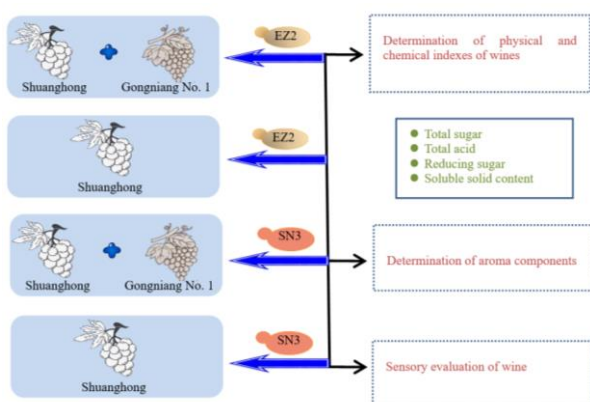 EZ2
Shuanghong Gongniang No. 1
Determination of physical and
chemical indexes of wines
EZ2
Shuanghong
Total sugar
Total acid
Reducing sugar
Soluble solid content
SN3
Shuanghong Gongniang No. 1
Determination of aroma components
SN3
Shuanghong
Sensory evaluation of wine